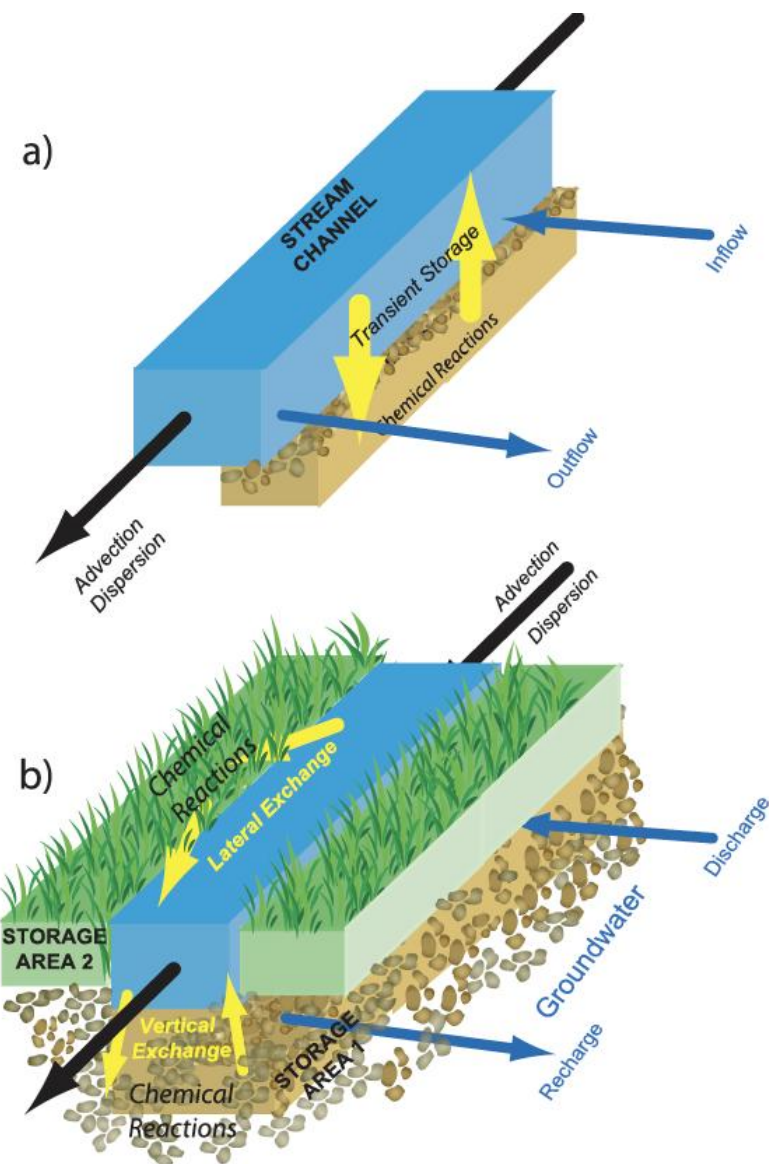 a)
STREAM
CHANNEL
Transient Storage
Chemical Reactions
Inflow
Outflow
Advection
Dispersion
b)
Advection
Dispersion
Chemical
Reactions
Lateral Exchange
Discharge
Groundwater
STORAGE
AREA 2
Vertical
Exchange
STORAGE
AREA 1
Recharge
Chemical
Reactions